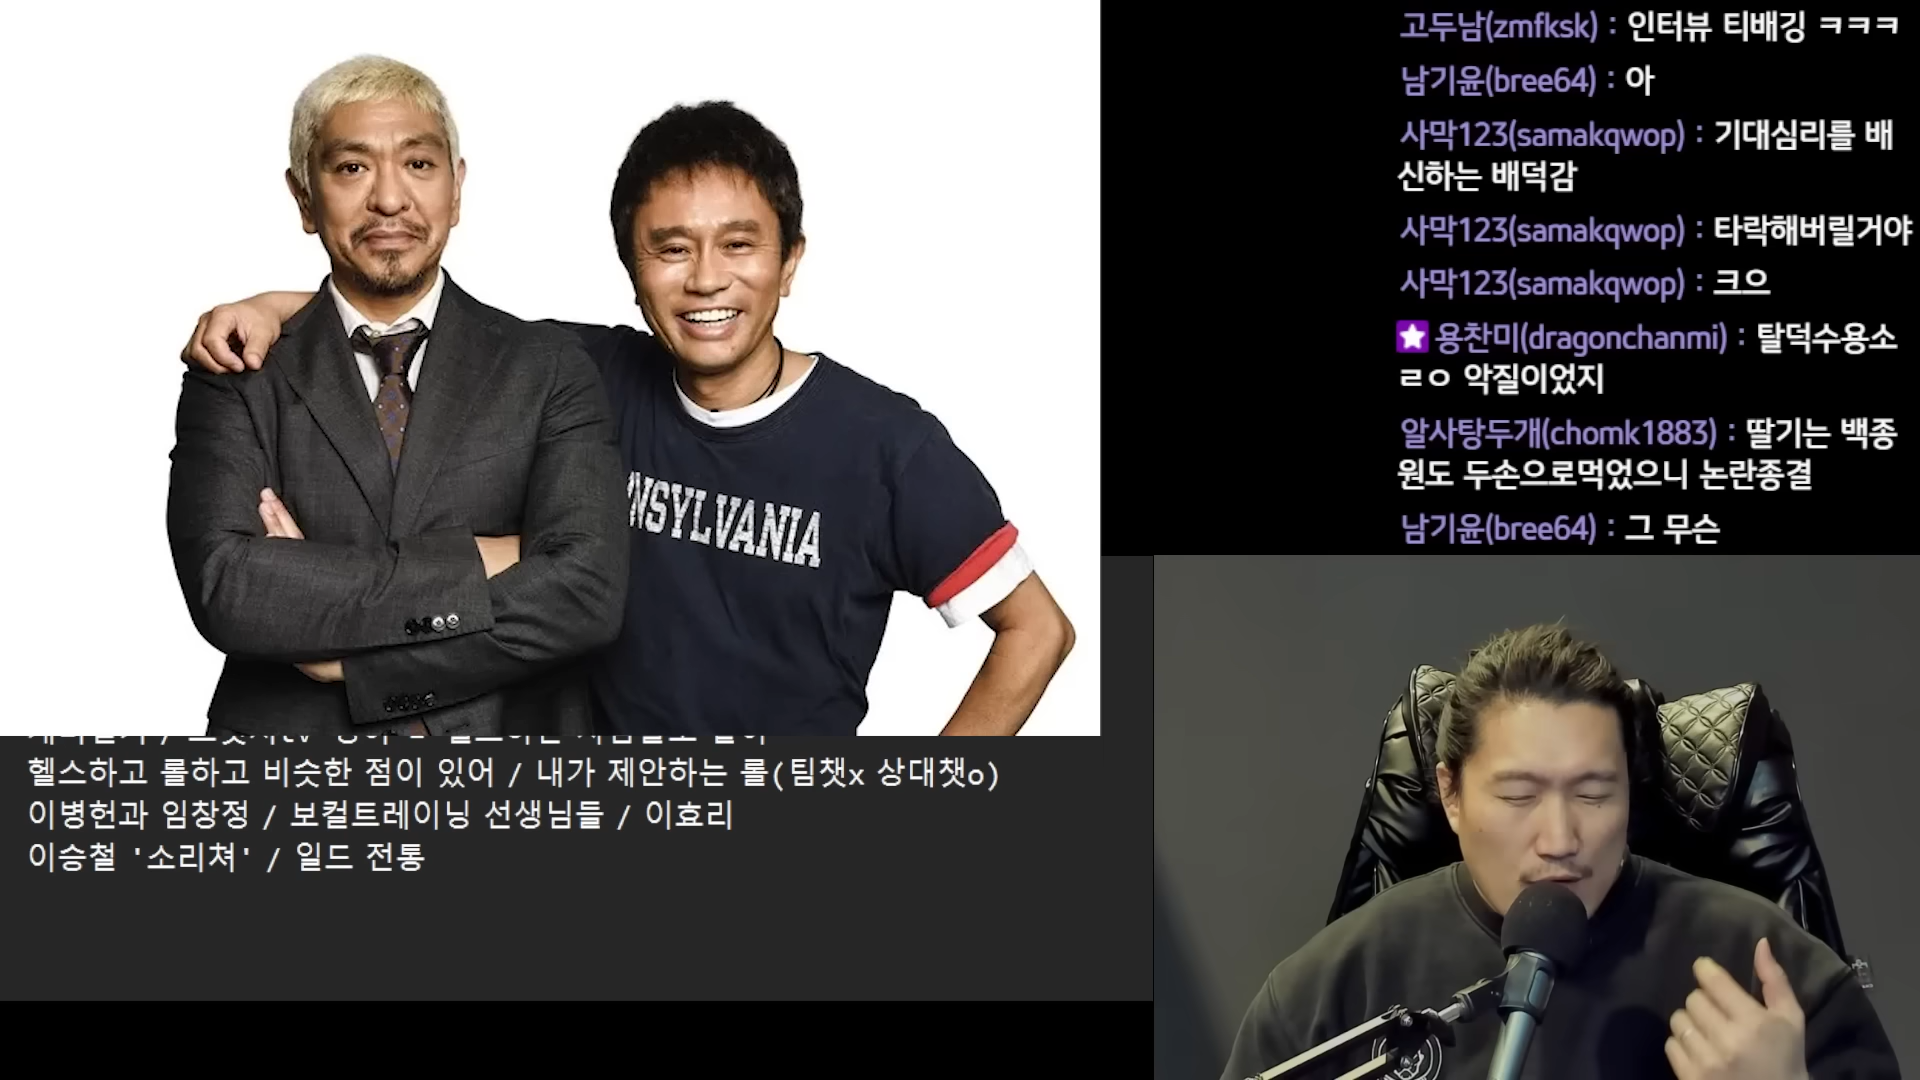 고두남(zmfksk) : 인터뷰 티배깅 ㅋㅋㅋ
남기윤(bree64) : 아
사막123(samakqwop) : 기대심리를 배
신하는 배덕감
사막123(samakqwop) : 타락해버릴거야
사막123(samakqwop) : 크으
용찬미(dragonchanmi) : 탈덕수용소
ㄹㅇ 악질이었지
알사탕두개(chomk1883) : 딸기는 백종
원도 두손으로먹었으니 논란종결
남기윤(bree64) : 그 무슨
NSYLVANIA
헬스하고 롤하고 비슷한 점이 있어 / 내가 제안하는 롤(팀챗x 상대챗o)
이병헌과 임창정 / 보컬트레이닝 선생님들 / 이효리
이승철 '소리쳐' / 일드 전통